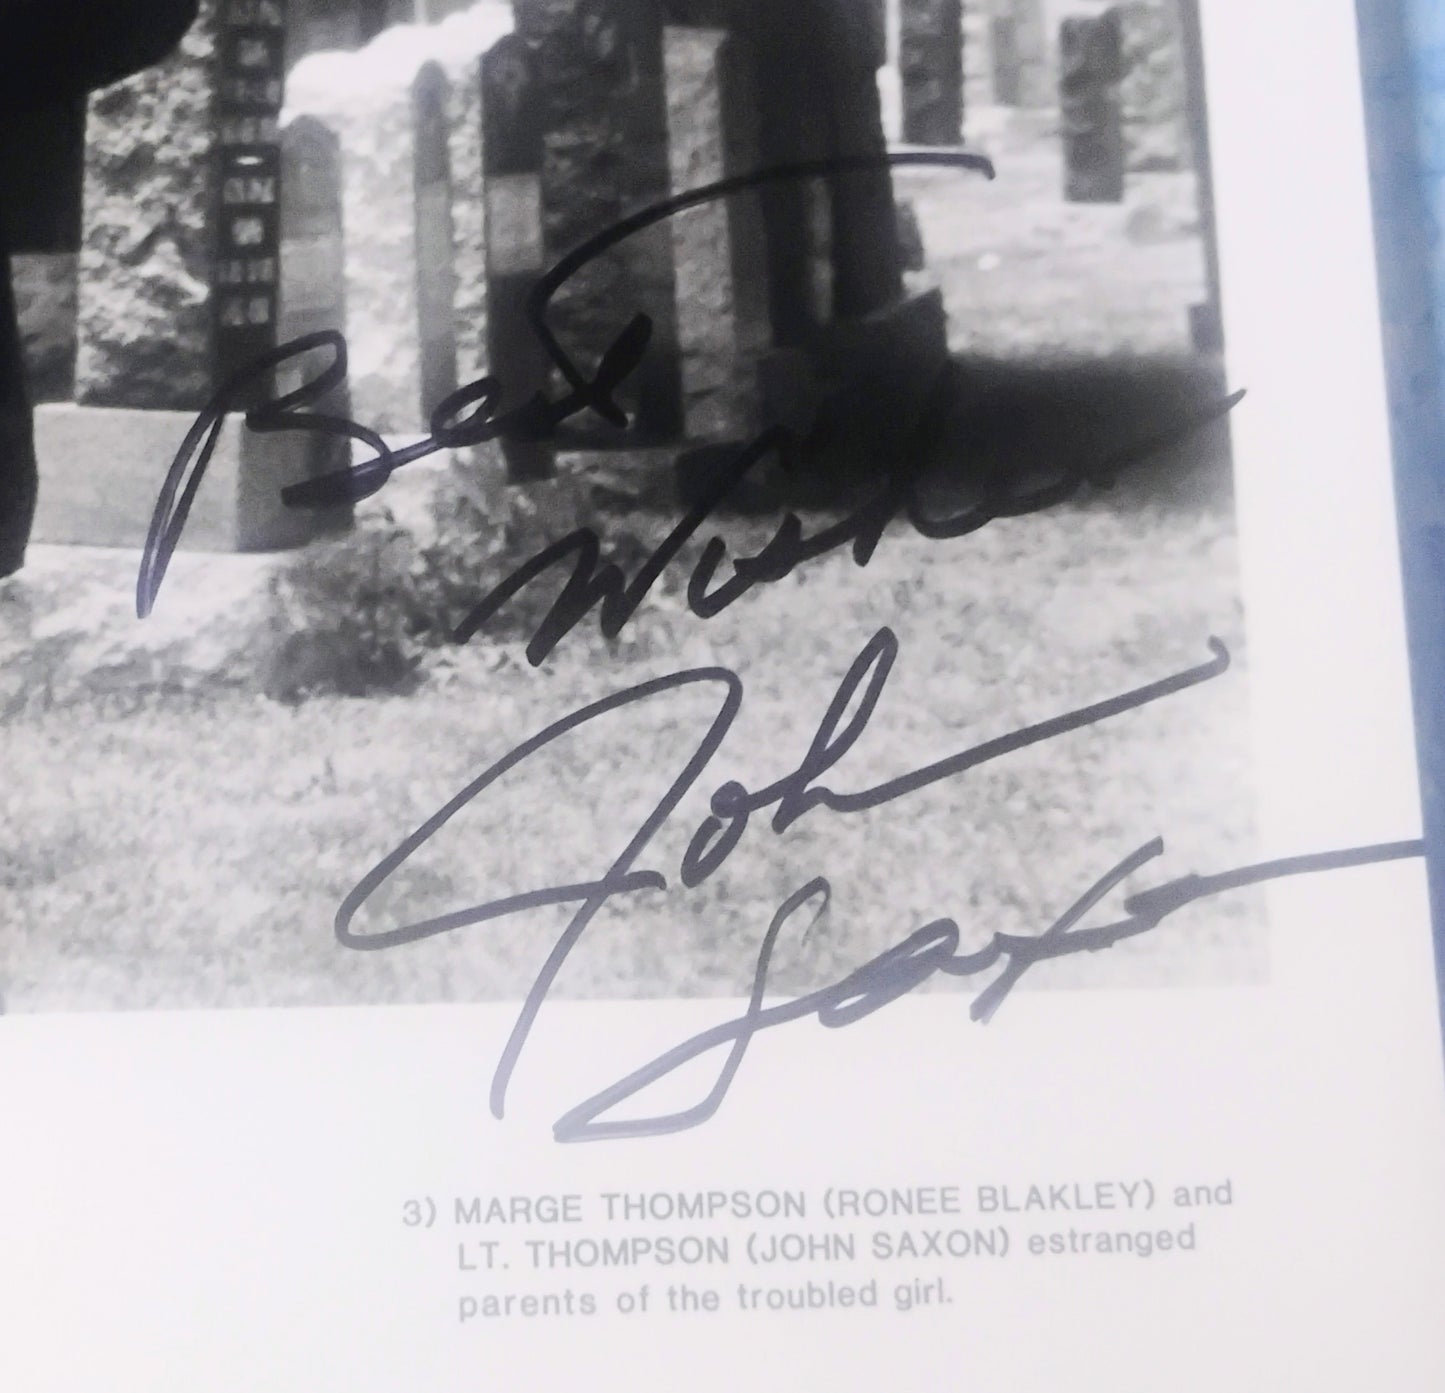 Best
Wishes
John
Saxon
3) MARGE THOMPSON (RONEE BLAKLEY) and
LT. THOMPSON (JOHN SAXON) estranged
parents of the troubled girl.